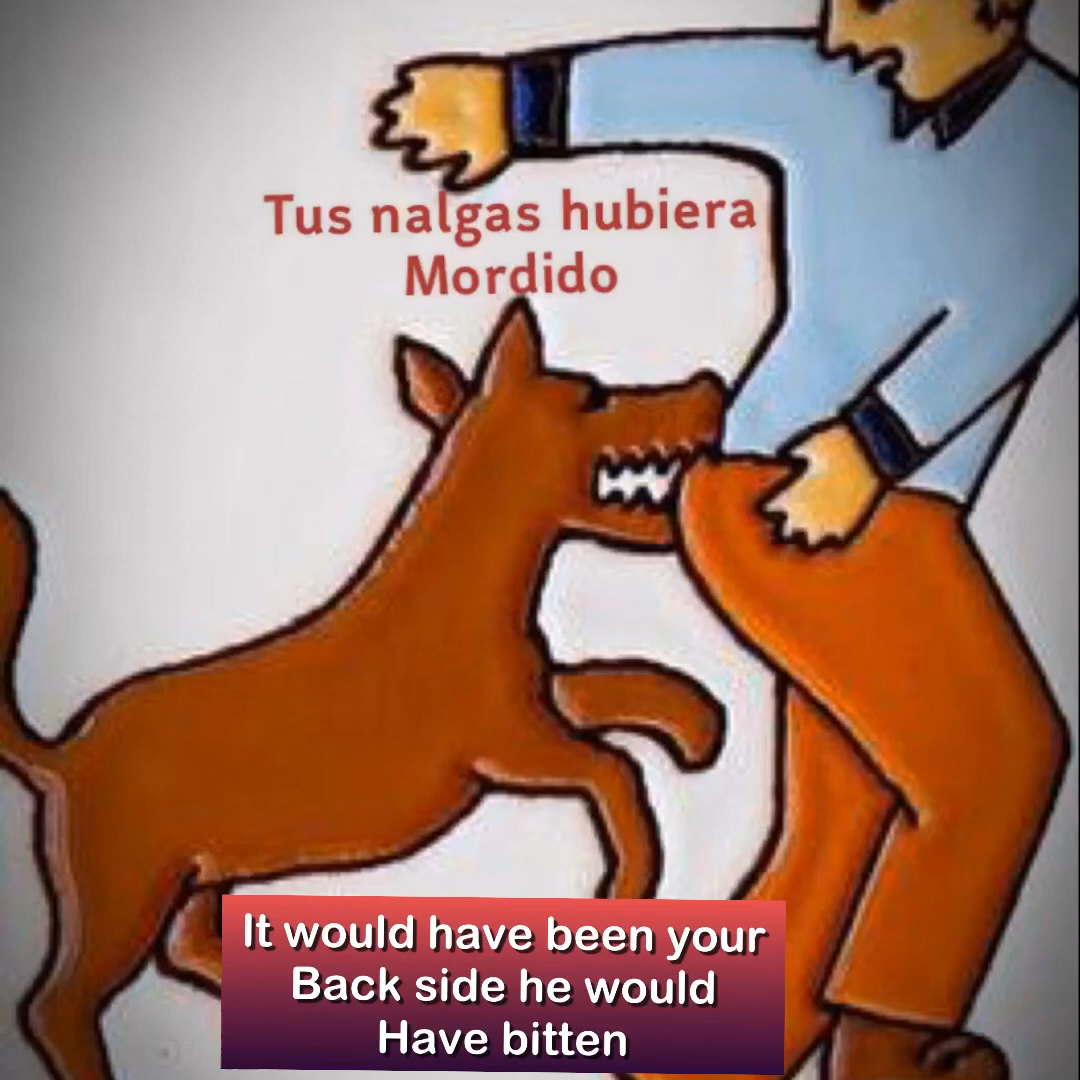 Tus nalgas hubiera
Mordido
It would have been your
Back side he would
Have bitten